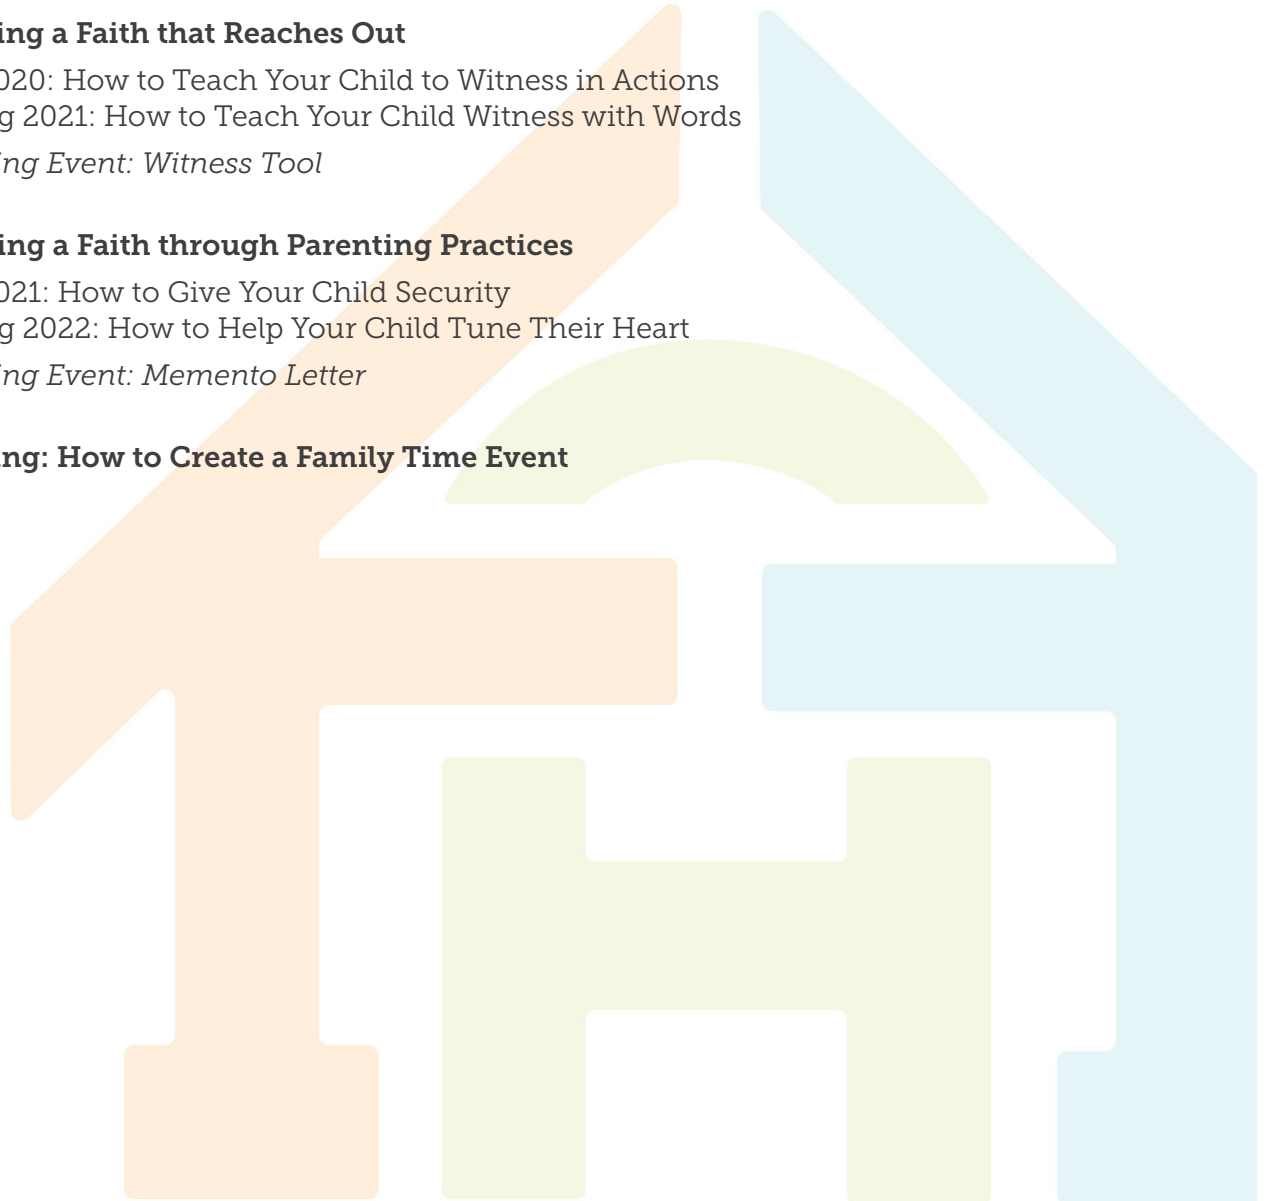 ing a Faith that Reaches Out
020: How to Teach Your Child to Witness in Actions
g 2021: How to Teach Your Child Witness with Words
ing Event: Witness Tool
ing a Faith through Parenting Practices
021: How to Give Your Child Security
g 2022: How to Help Your Child Tune Their Heart
ing Event: Memento Letter
ing: How to Create a Family Time Event